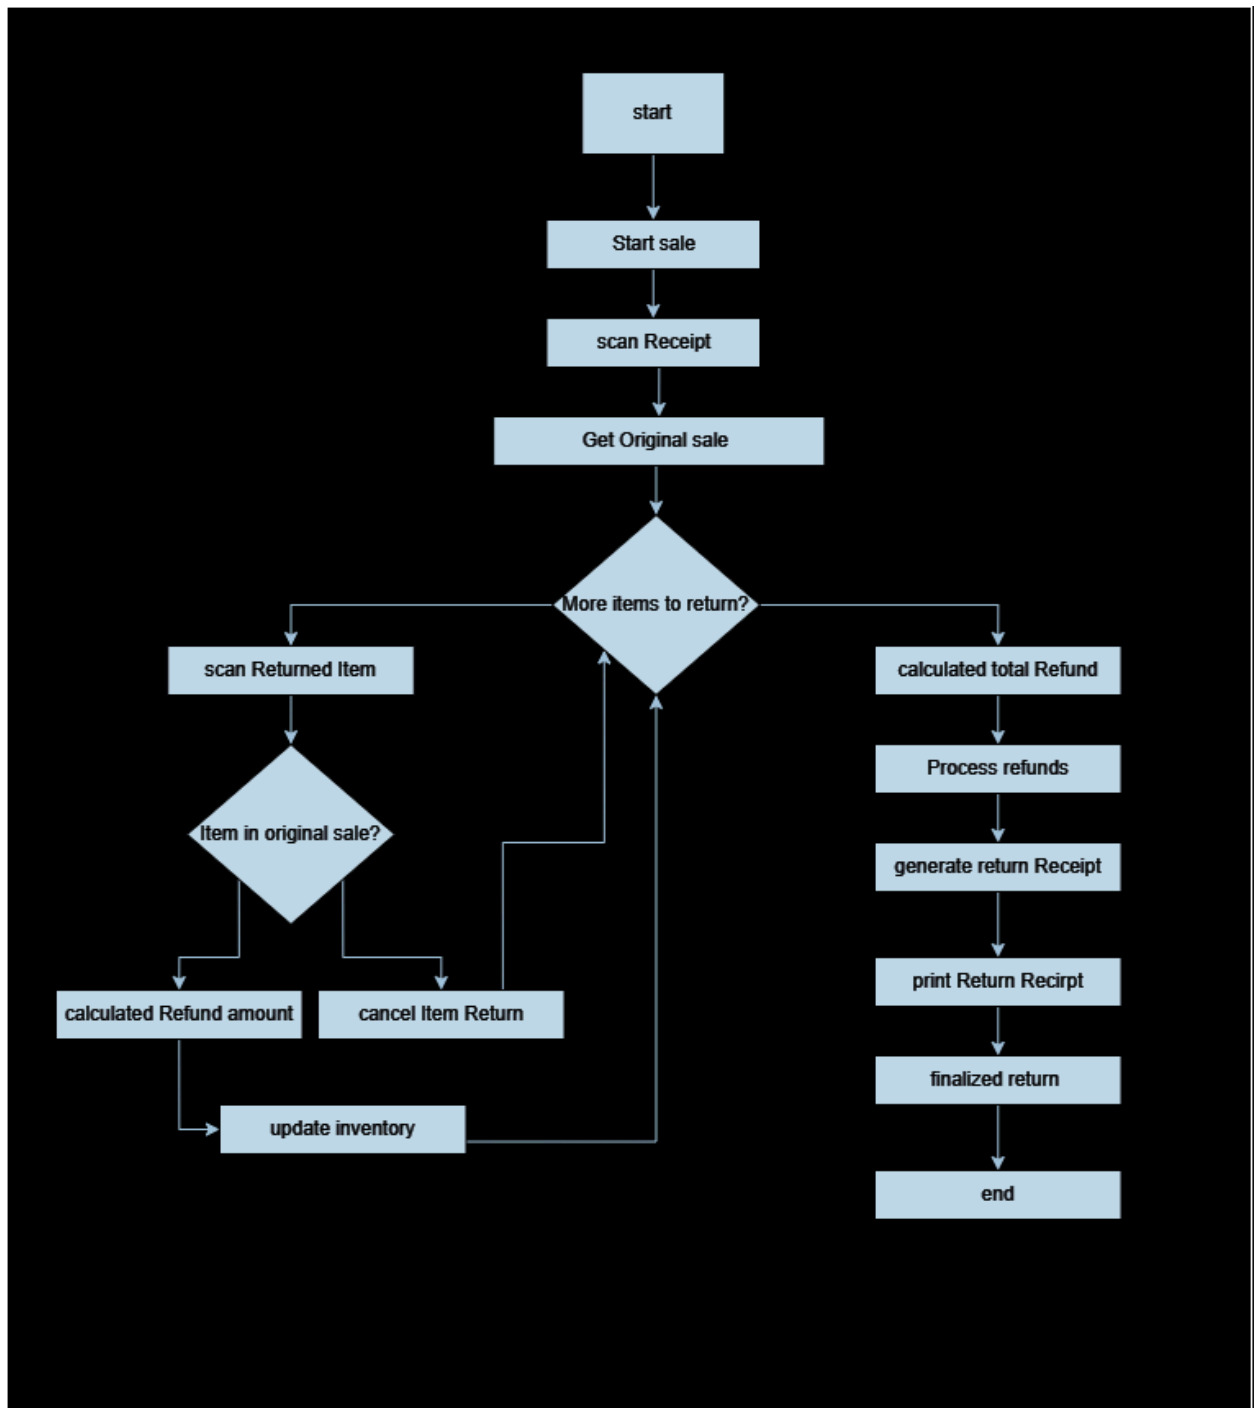 start
Start sale
scan Receipt
Get Original sale
More items to return?
scan Returned Item
calculated total Refund
Process refunds
Item in original sale?
generate return Receipt
print Return Recirpt
calculated Refund amount
cancel Item Return
finalized return
update inventory
end